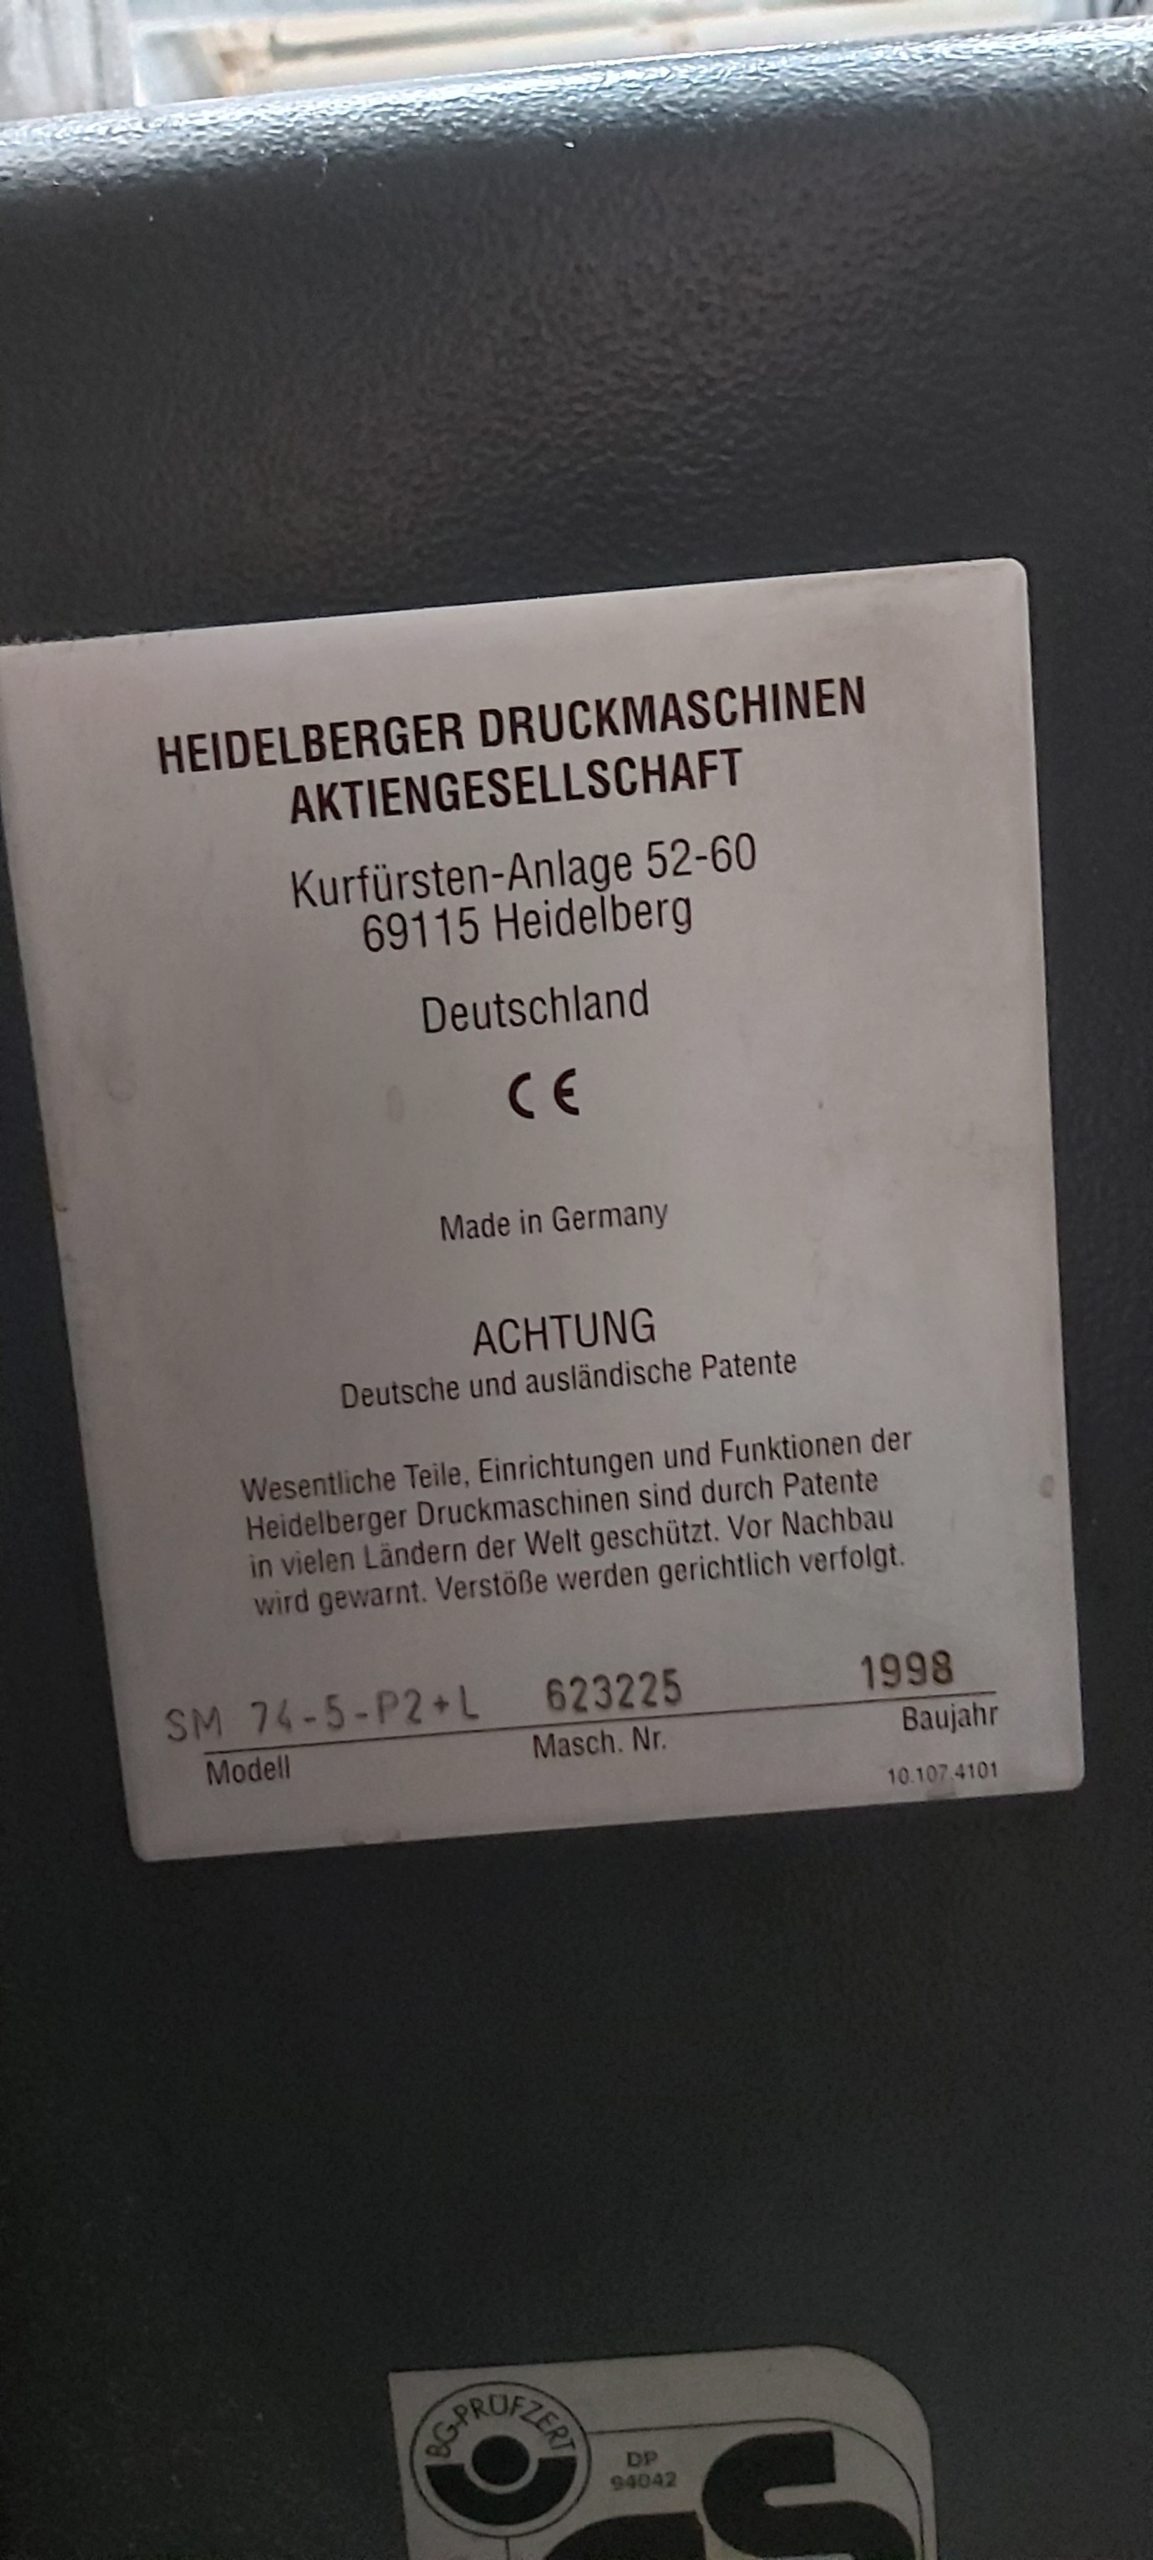 HEIDELBERGER DRUCKMASCHINEN
AKTIENGESELLSCHAFT
Kurfürsten-Anlage 52-60
69115 Heidelberg
Deutschland
CE
Made in Germany
ACHTUNG
Deutsche und ausländische Patente
Wesentliche Teile, Einrichtungen und Funktionen der
Heidelberger Druckmaschinen sind durch Patente
in vielen Ländern der Welt geschützt. Vor Nachbau
wird gewarnt. Verstöße werden gerichtlich verfolgt.
SM 74-5-P2+L 623225 1998
Modell Masch. Nr. Baujahr
10.107.4101
BG-PRÜFZERT
DP
94042
GS